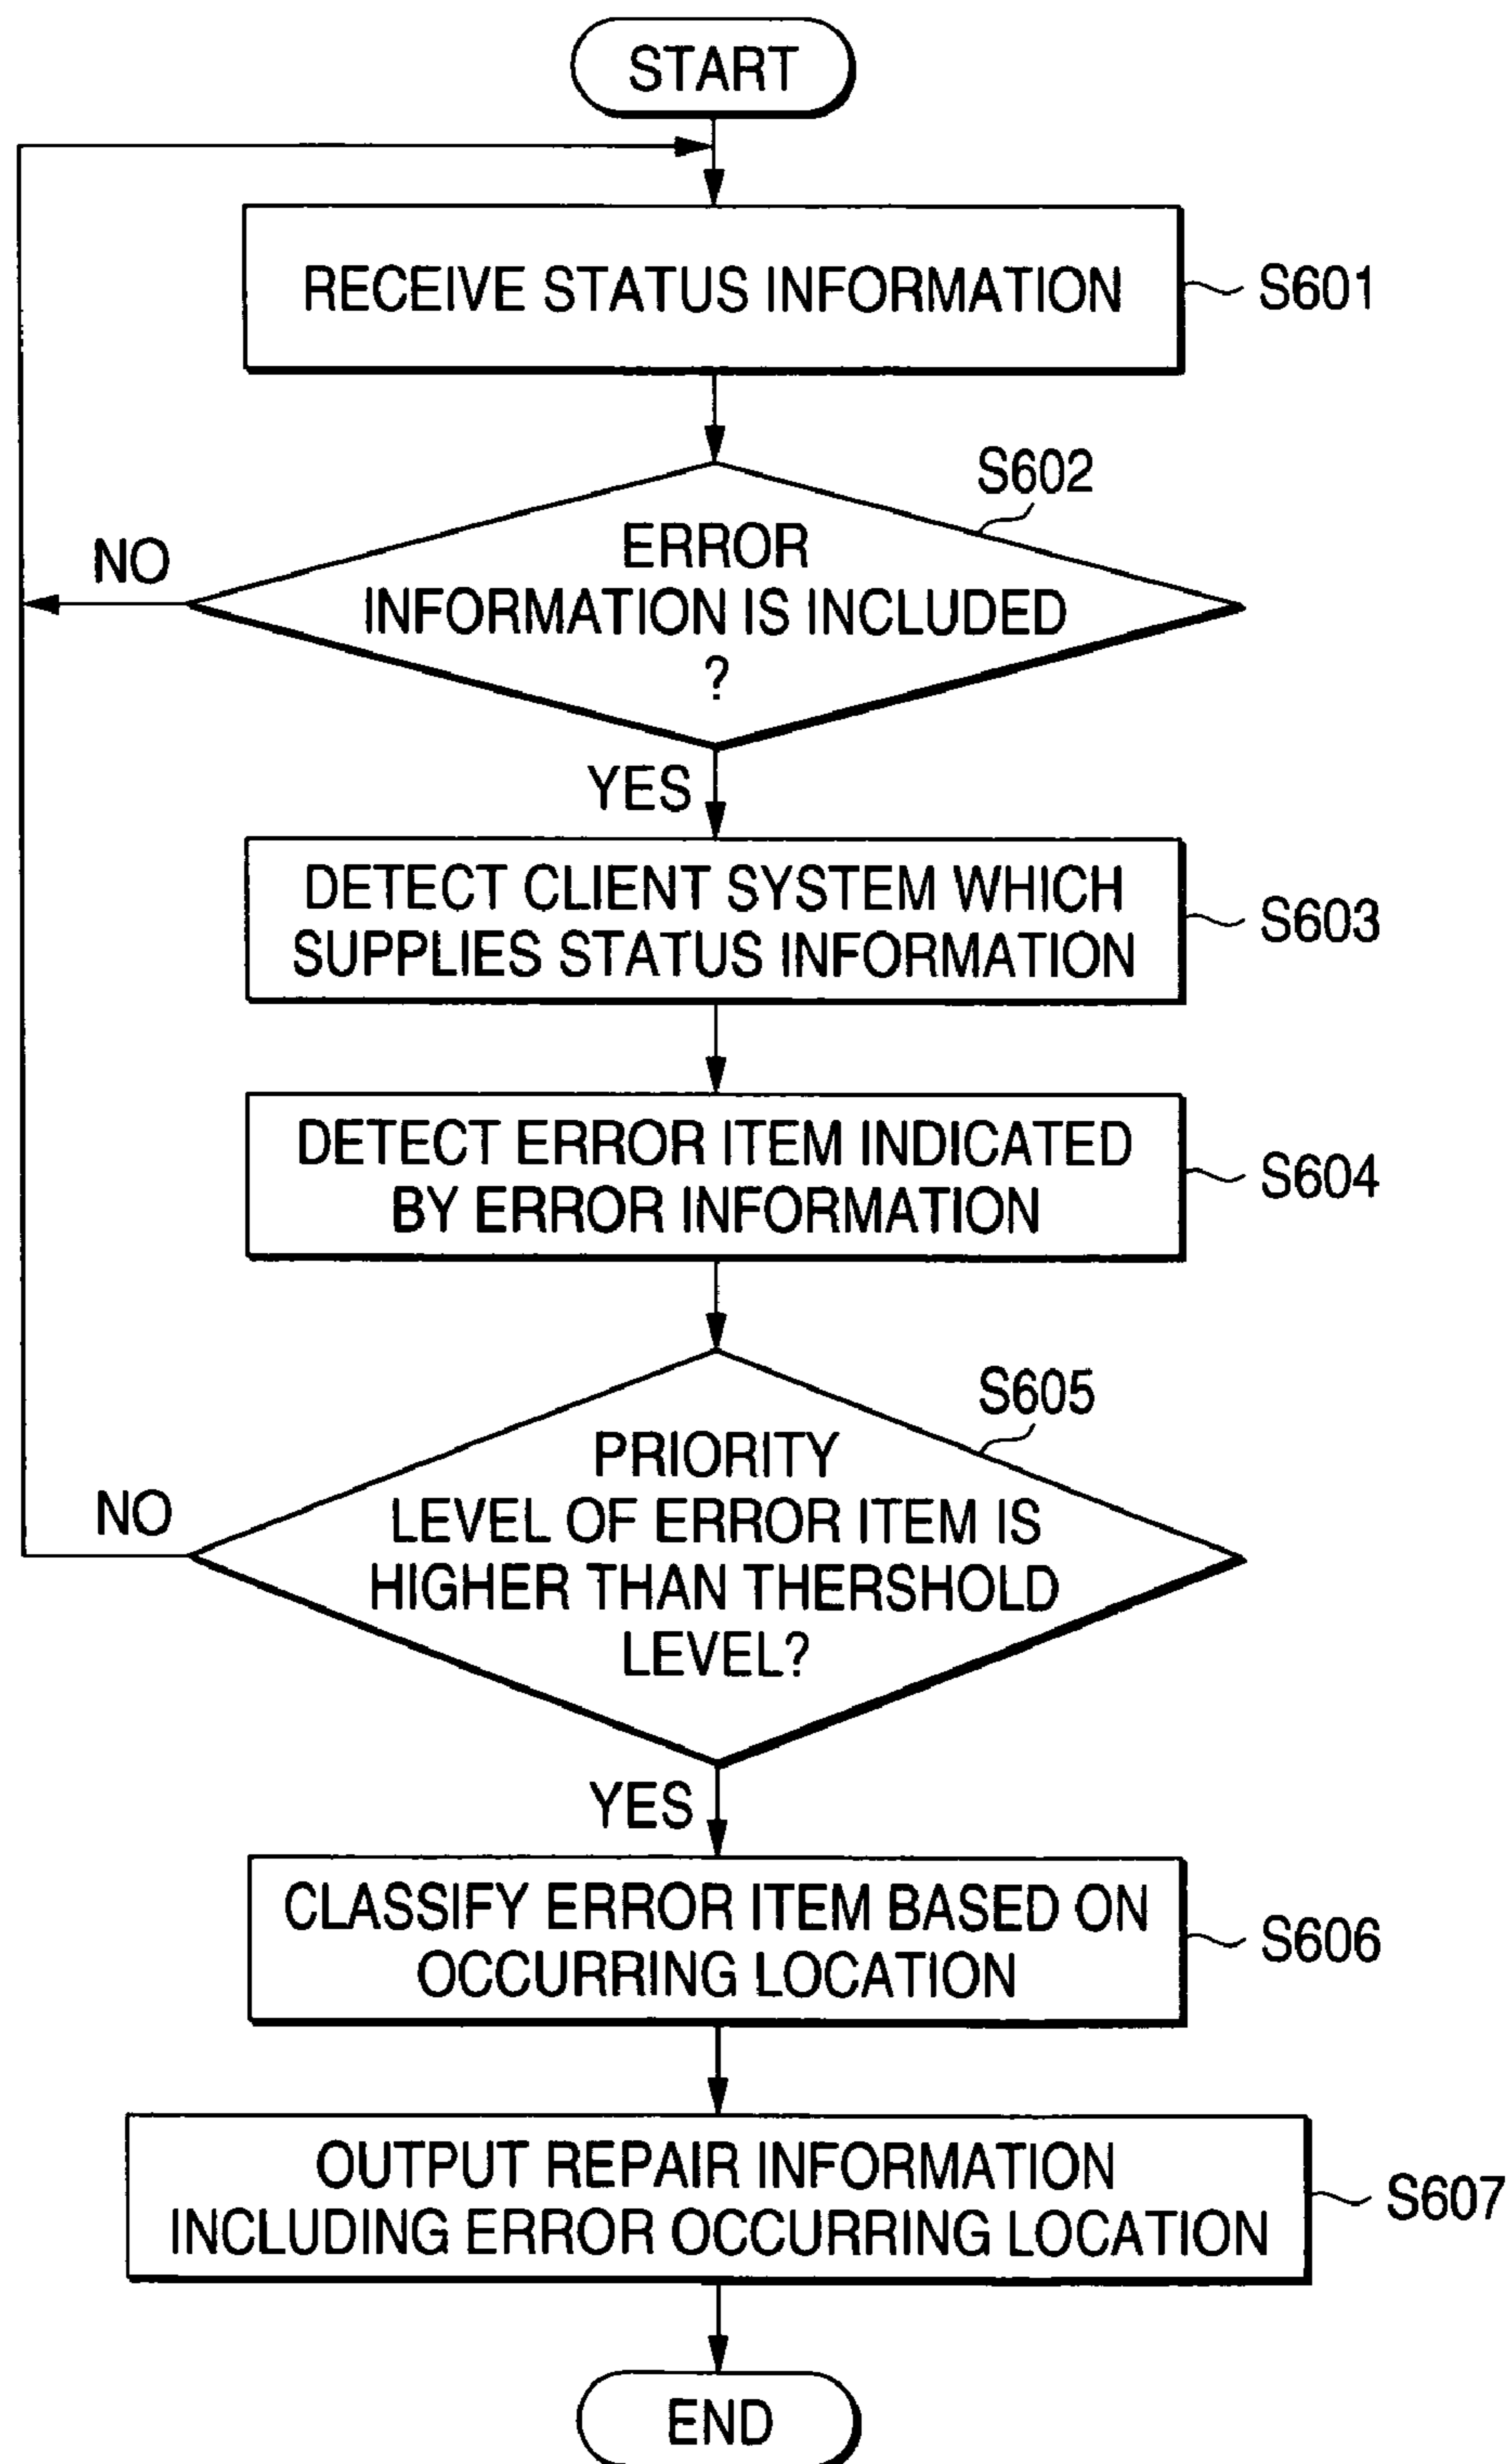 START
RECEIVE STATUS INFORMATION
S601
S602
ERROR
INFORMATION IS INCLUDED
?
NO
YES
DETECT CLIENT SYSTEM WHICH
SUPPLIES STATUS INFORMATION
S603
DETECT ERROR ITEM INDICATED
BY ERROR INFORMATION
S604
S605
PRIORITY
LEVEL OF ERROR ITEM IS
HIGHER THAN THERSHOLD
LEVEL?
NO
YES
CLASSIFY ERROR ITEM BASED ON
OCCURRING LOCATION
S606
OUTPUT REPAIR INFORMATION
INCLUDING ERROR OCCURRING LOCATION
S607
END